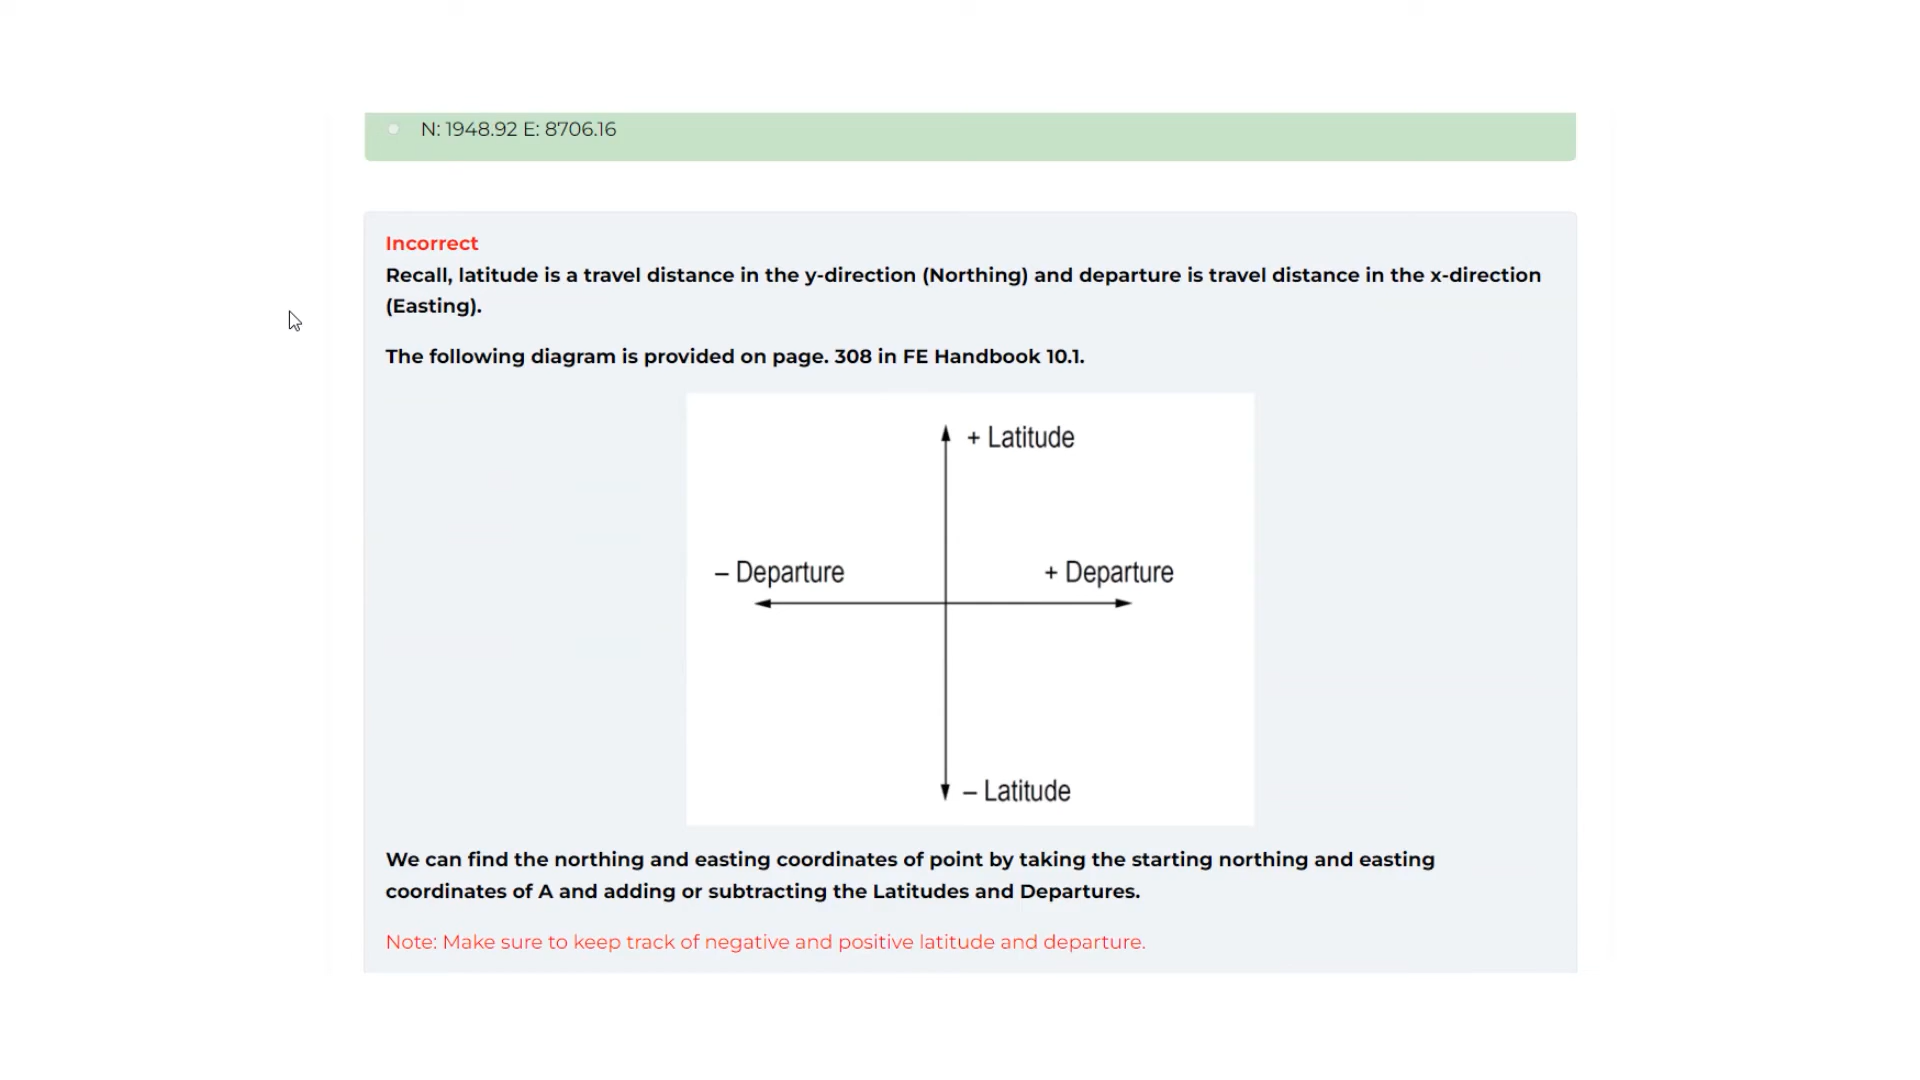 N: 1948.92 E: 8706.16
Incorrect
Recall, latitude is a travel distance in the y-direction (Northing) and departure is travel distance in the x-direction
(Easting).
The following diagram is provided on page. 308 in FE Handbook 10.1.
+ Latitude
– Departure
+ Departure
– Latitude
We can find the northing and easting coordinates of point by taking the starting northing and easting
coordinates of A and adding or subtracting the Latitudes and Departures.
Note: Make sure to keep track of negative and positive latitude and departure.